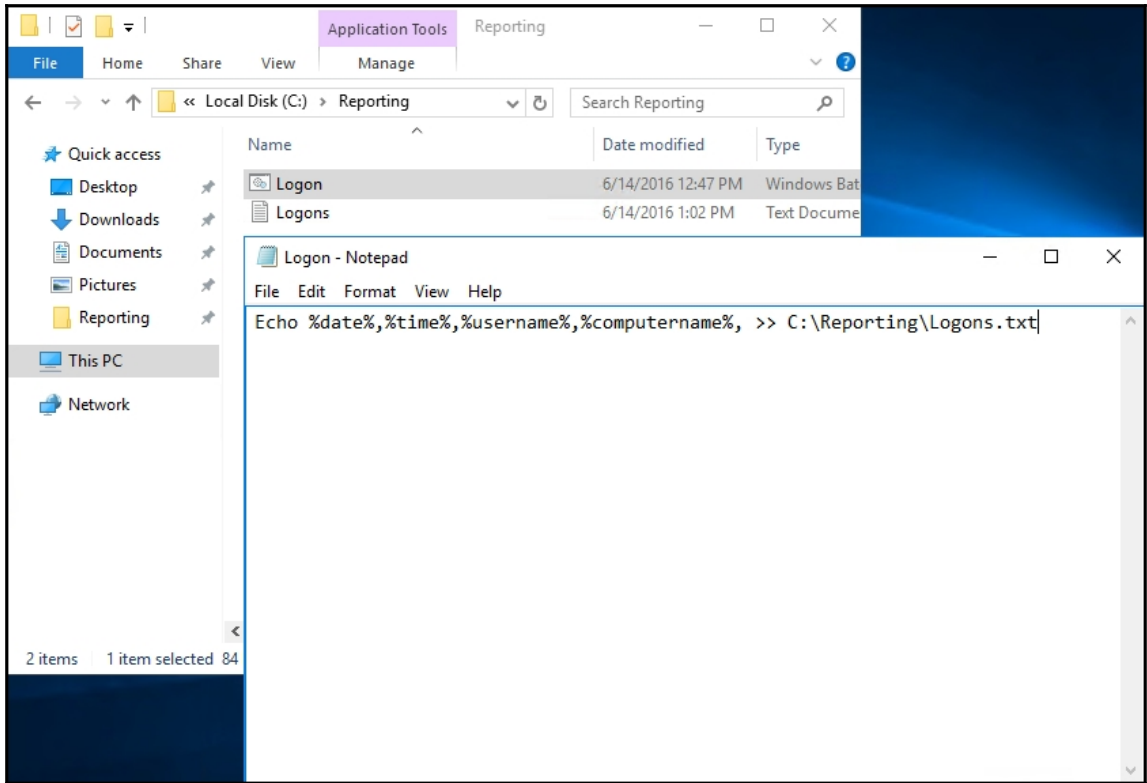 Application Tools
Reporting
File
Home
Share
View
Manage
?
« Local Disk (C:) › Reporting
Search Reporting
Name
Date modified
Type
Quick access
Desktop
Downloads
Documents
Pictures
Reporting
This PC
Network
Logon 6/14/2016 12:47 PM Windows Bat
Logons 6/14/2016 1:02 PM Text Docume
2 items 1 item selected 84
Logon - Notepad
File Edit Format View Help
Echo %date%,%time%,%username%,%computername%, >> C:\Reporting\Logons.txt